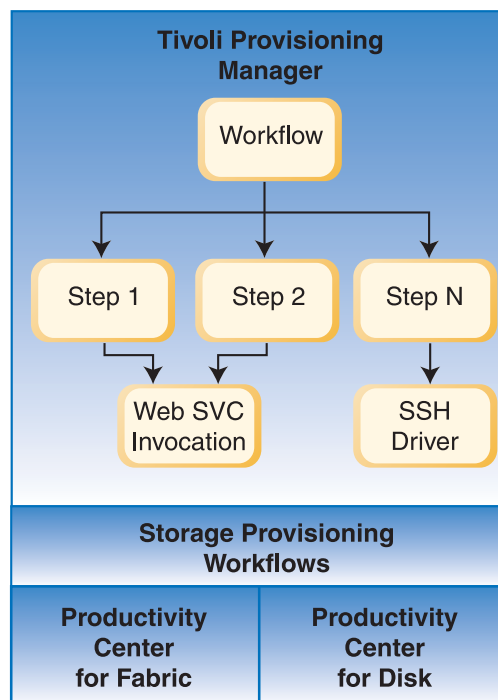 Tivoli Provisioning
Manager
Workflow
Step 1
Step 2
Step N
Web SVC
Invocation
SSH
Driver
Storage Provisioning
Workflows
Productivity
Center
for Fabric
Productivity
Center
for Disk